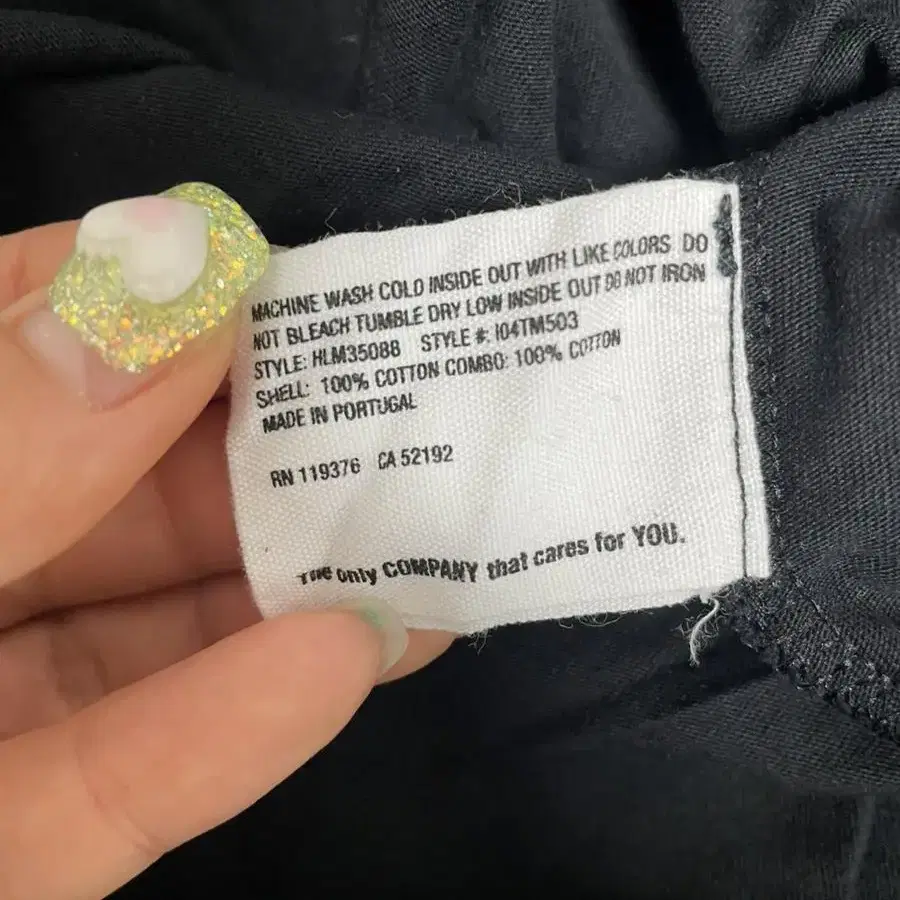 MACHINE WASH COLD INSIDE OUT WITH LIKE COLORS DO
NOT BLEACH TUMBLE DRY LOW INSIDE OUT DO NOT IRON
STYLE: HLM35088 STYLE #: I04TM503
SHELL: 100% COTTON COMBO: 100% COTTON
MADE IN PORTUGAL
RN 119376 CA 52192
The only COMPANY that cares for YOU.